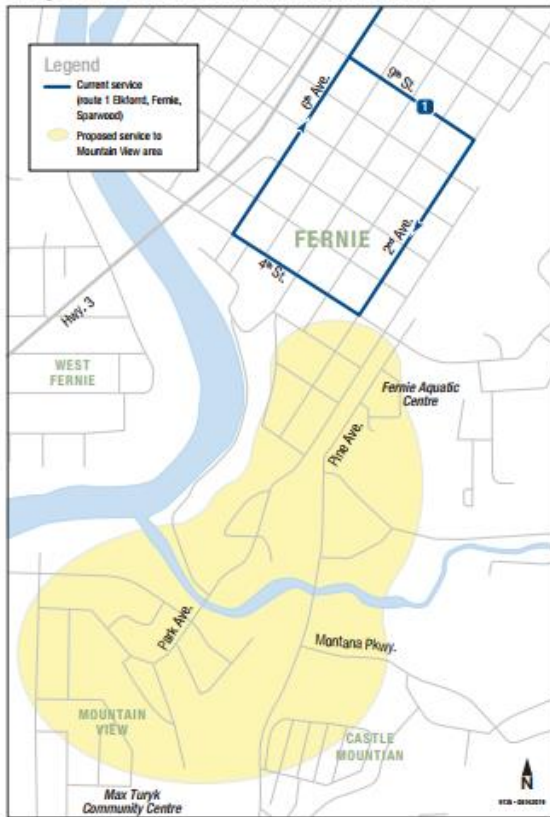 Legend
Current service
(route 1 Elkford, Fernie,
Sparwood)
Proposed service to
Mountain View area
6th Ave.
9th St.
1
FERNIE
2nd Ave.
4th St.
Hwy. 3
WEST
FERNIE
Fernie Aquatic
Centre
Pine Ave.
Park Ave.
Montana Pkwy.
MOUNTAIN
VIEW
CASTLE
MOUNTIAN
Max Turyk
Community Centre
N